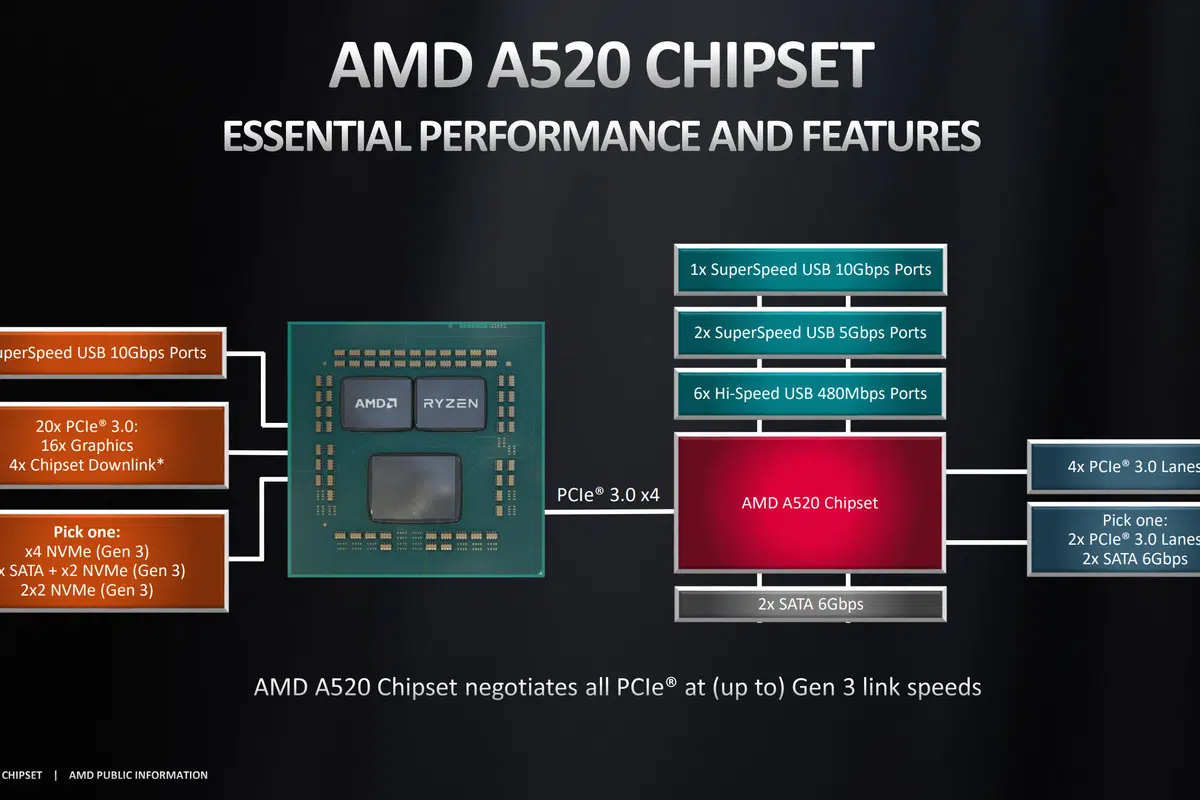 AMD A520 CHIPSET
ESSENTIAL PERFORMANCE AND FEATURES
USB 10Gbps Ports
20x PCIe® 3.0:
16x Graphics
4x Chipset Downlink*
Pick one:
x4 NVMe (Gen 3)
SATA + x2 NVMe (Gen 3)
2x2 NVMe (Gen 3)
AMD
RYZEN
PCIe® 3.0 x4
1x SuperSpeed USB 10Gbps Ports
2x SuperSpeed USB 5Gbps Ports
6x Hi-Speed USB 480Mbps Ports
AMD A520 Chipset
2x SATA 6Gbps
4x PCIe® 3.0 Lanes
Pick one:
2x PCIe® 3.0 Lanes
2x SATA 6Gbps
AMD A520 Chipset negotiates all PCIe® at (up to) Gen 3 link speeds
CHIPSET | AMD PUBLIC INFORMATION